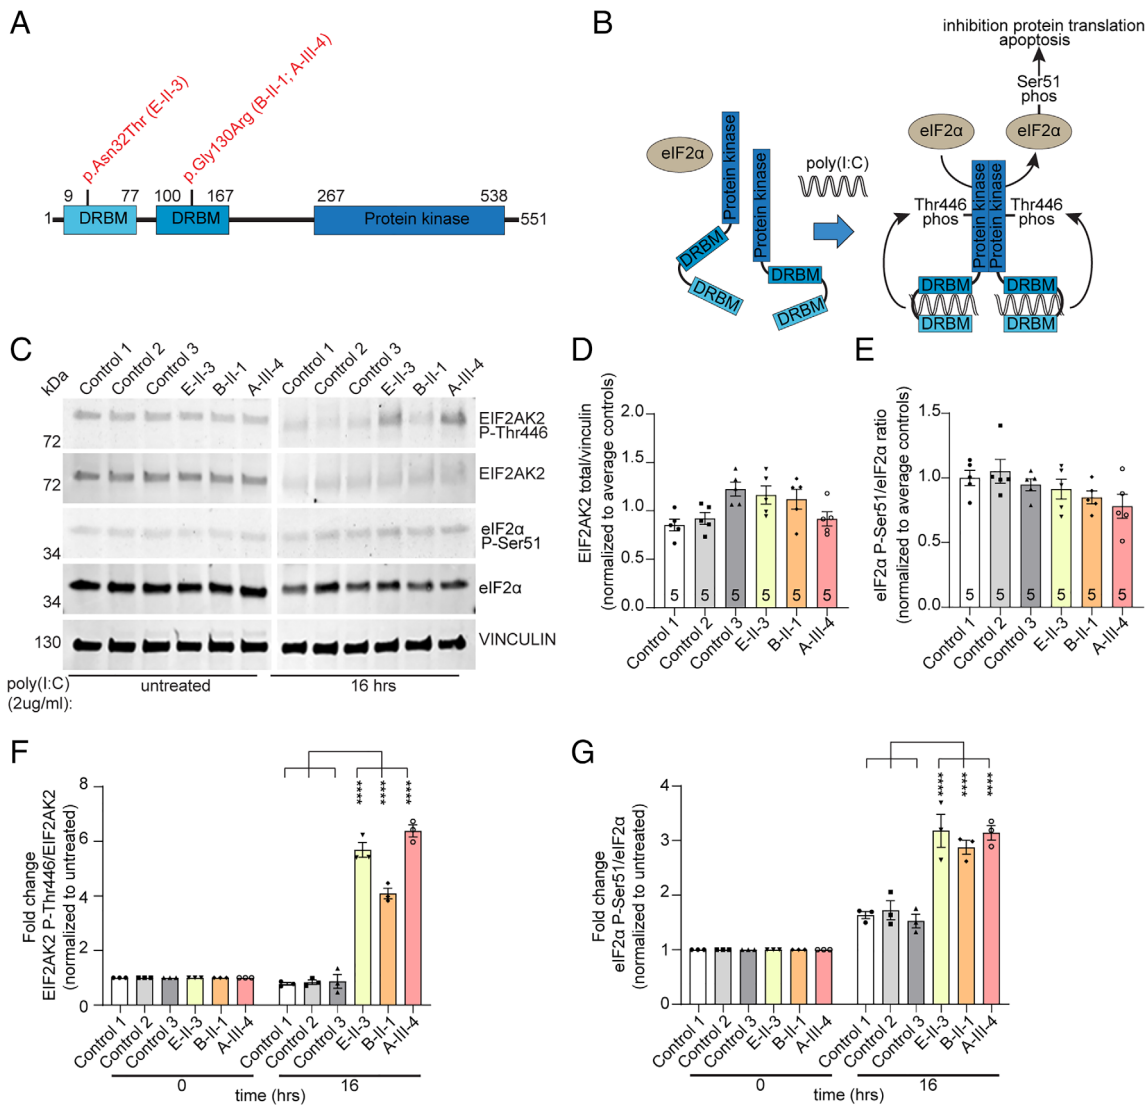 A
p.Asn32Thr (E-II-3)
p.Gly130Arg (B-II-1; A-III-4)
9 77 100 167 267 538
1 DRBM DRBM Protein kinase 551
B
inhibition protein translation
apoptosis
Ser51
phos
eIF2α
eIF2α
eIF2α
Protein kinase
Protein kinase
poly(I:C)
Protein kinase
Protein kinase
Thr446
phos
Thr446
phos
DRBM
DRBM
DRBM
DRBM
DRBM
DRBM
DRBM
DRBM
C
kDa
Control 1
Control 2
Control 3
E-II-3
B-II-1
A-III-4
Control 1
Control 2
Control 3
E-II-3
B-II-1
A-III-4
72
EIF2AK2
P-Thr446
72
EIF2AK2
34
eIF2α
P-Ser51
34
eIF2α
130
VINCULIN
poly(I:C)
(2ug/ml):
untreated
16 hrs
D
EIF2AK2 total/vinculin
(normalized to average controls)
2.0
1.5
1.0
0.5
0.0
5 5 5 5 5 5
Control 1
Control 2
Control 3
E-II-3
B-II-1
A-III-4
E
eIF2α P-Ser51/eIF2α ratio
(normalized to average controls)
1.5
1.0
0.5
0.0
5 5 5 5 5 5
Control 1
Control 2
Control 3
E-II-3
B-II-1
A-III-4
F
Fold change
EIF2AK2 P-Thr446/EIF2AK2
(normalized to untreated)
8
6
4
2
0
****
****
****
Control 1
Control 2
Control 3
E-II-3
B-II-1
A-III-4
Control 1
Control 2
Control 3
E-II-3
B-II-1
A-III-4
0
16
time (hrs)
G
Fold change
eIF2α P-Ser51/eIF2α
(normalized to untreated)
4
3
2
1
0
****
****
****
Control 1
Control 2
Control 3
E-II-3
B-II-1
A-III-4
Control 1
Control 2
Control 3
E-II-3
B-II-1
A-III-4
0
16
time (hrs)